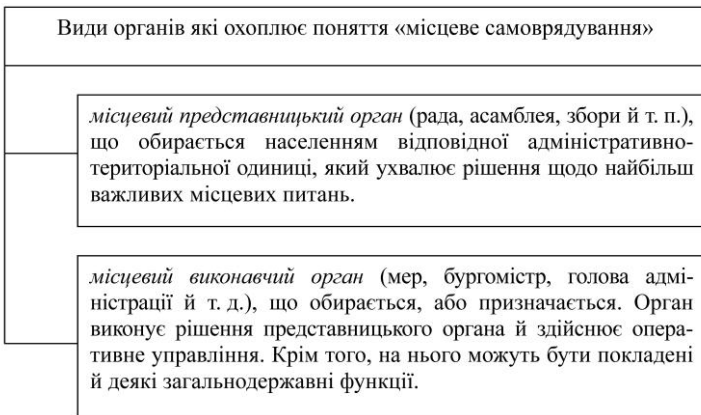 Види органів які охоплює поняття «місцеве самоврядування»
місцевий представницький орган (рада, асамблея, збори й т. п.),
що обирається населенням відповідної адміністративно-
територіальної одиниці, який ухвалює рішення щодо найбільш
важливих місцевих питань.
місцевий виконавчий орган (мер, бургомістр, голова адмі-
ністрації й т. д.), що обирається, або призначається. Орган
виконує рішення представницького органа й здійснює опера-
тивне управління. Крім того, на нього можуть бути покладені
й деякі загальнодержавні функції.